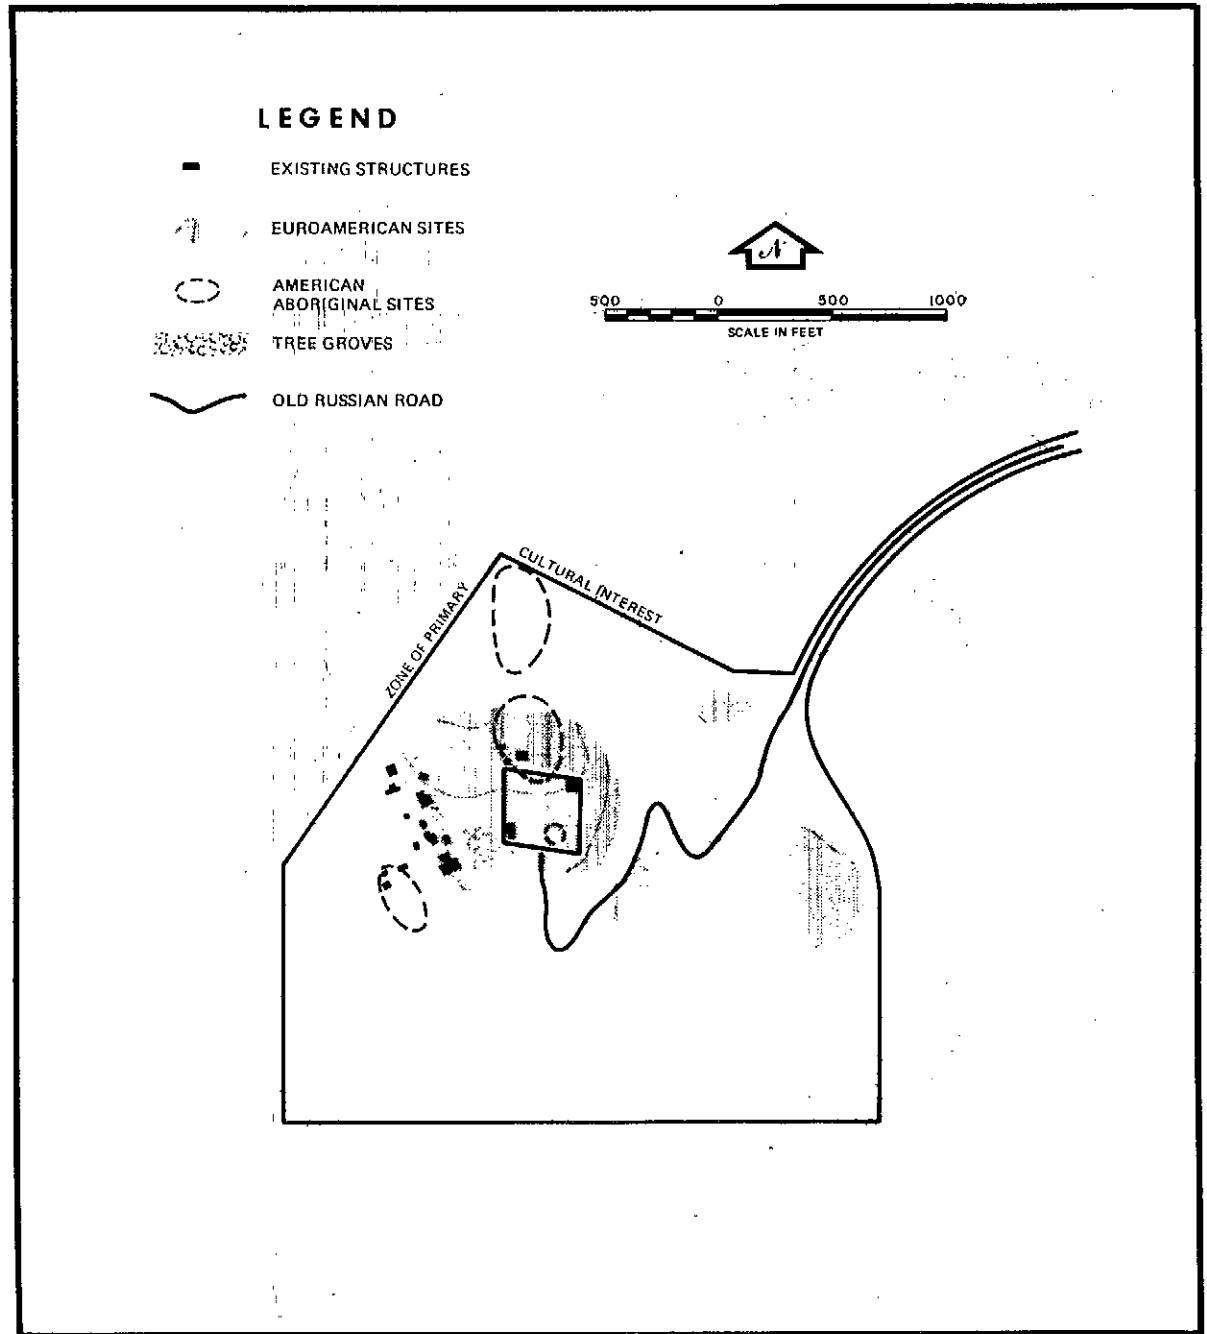 LEGEND
EXISTING STRUCTURES
EUROAMERICAN SITES
AMERICAN
ABORIGINAL SITES
TREE GROVES
OLD RUSSIAN ROAD
N
500 0 500 1000
SCALE IN FEET
ZONE OF PRIMARY
CULTURAL INTEREST